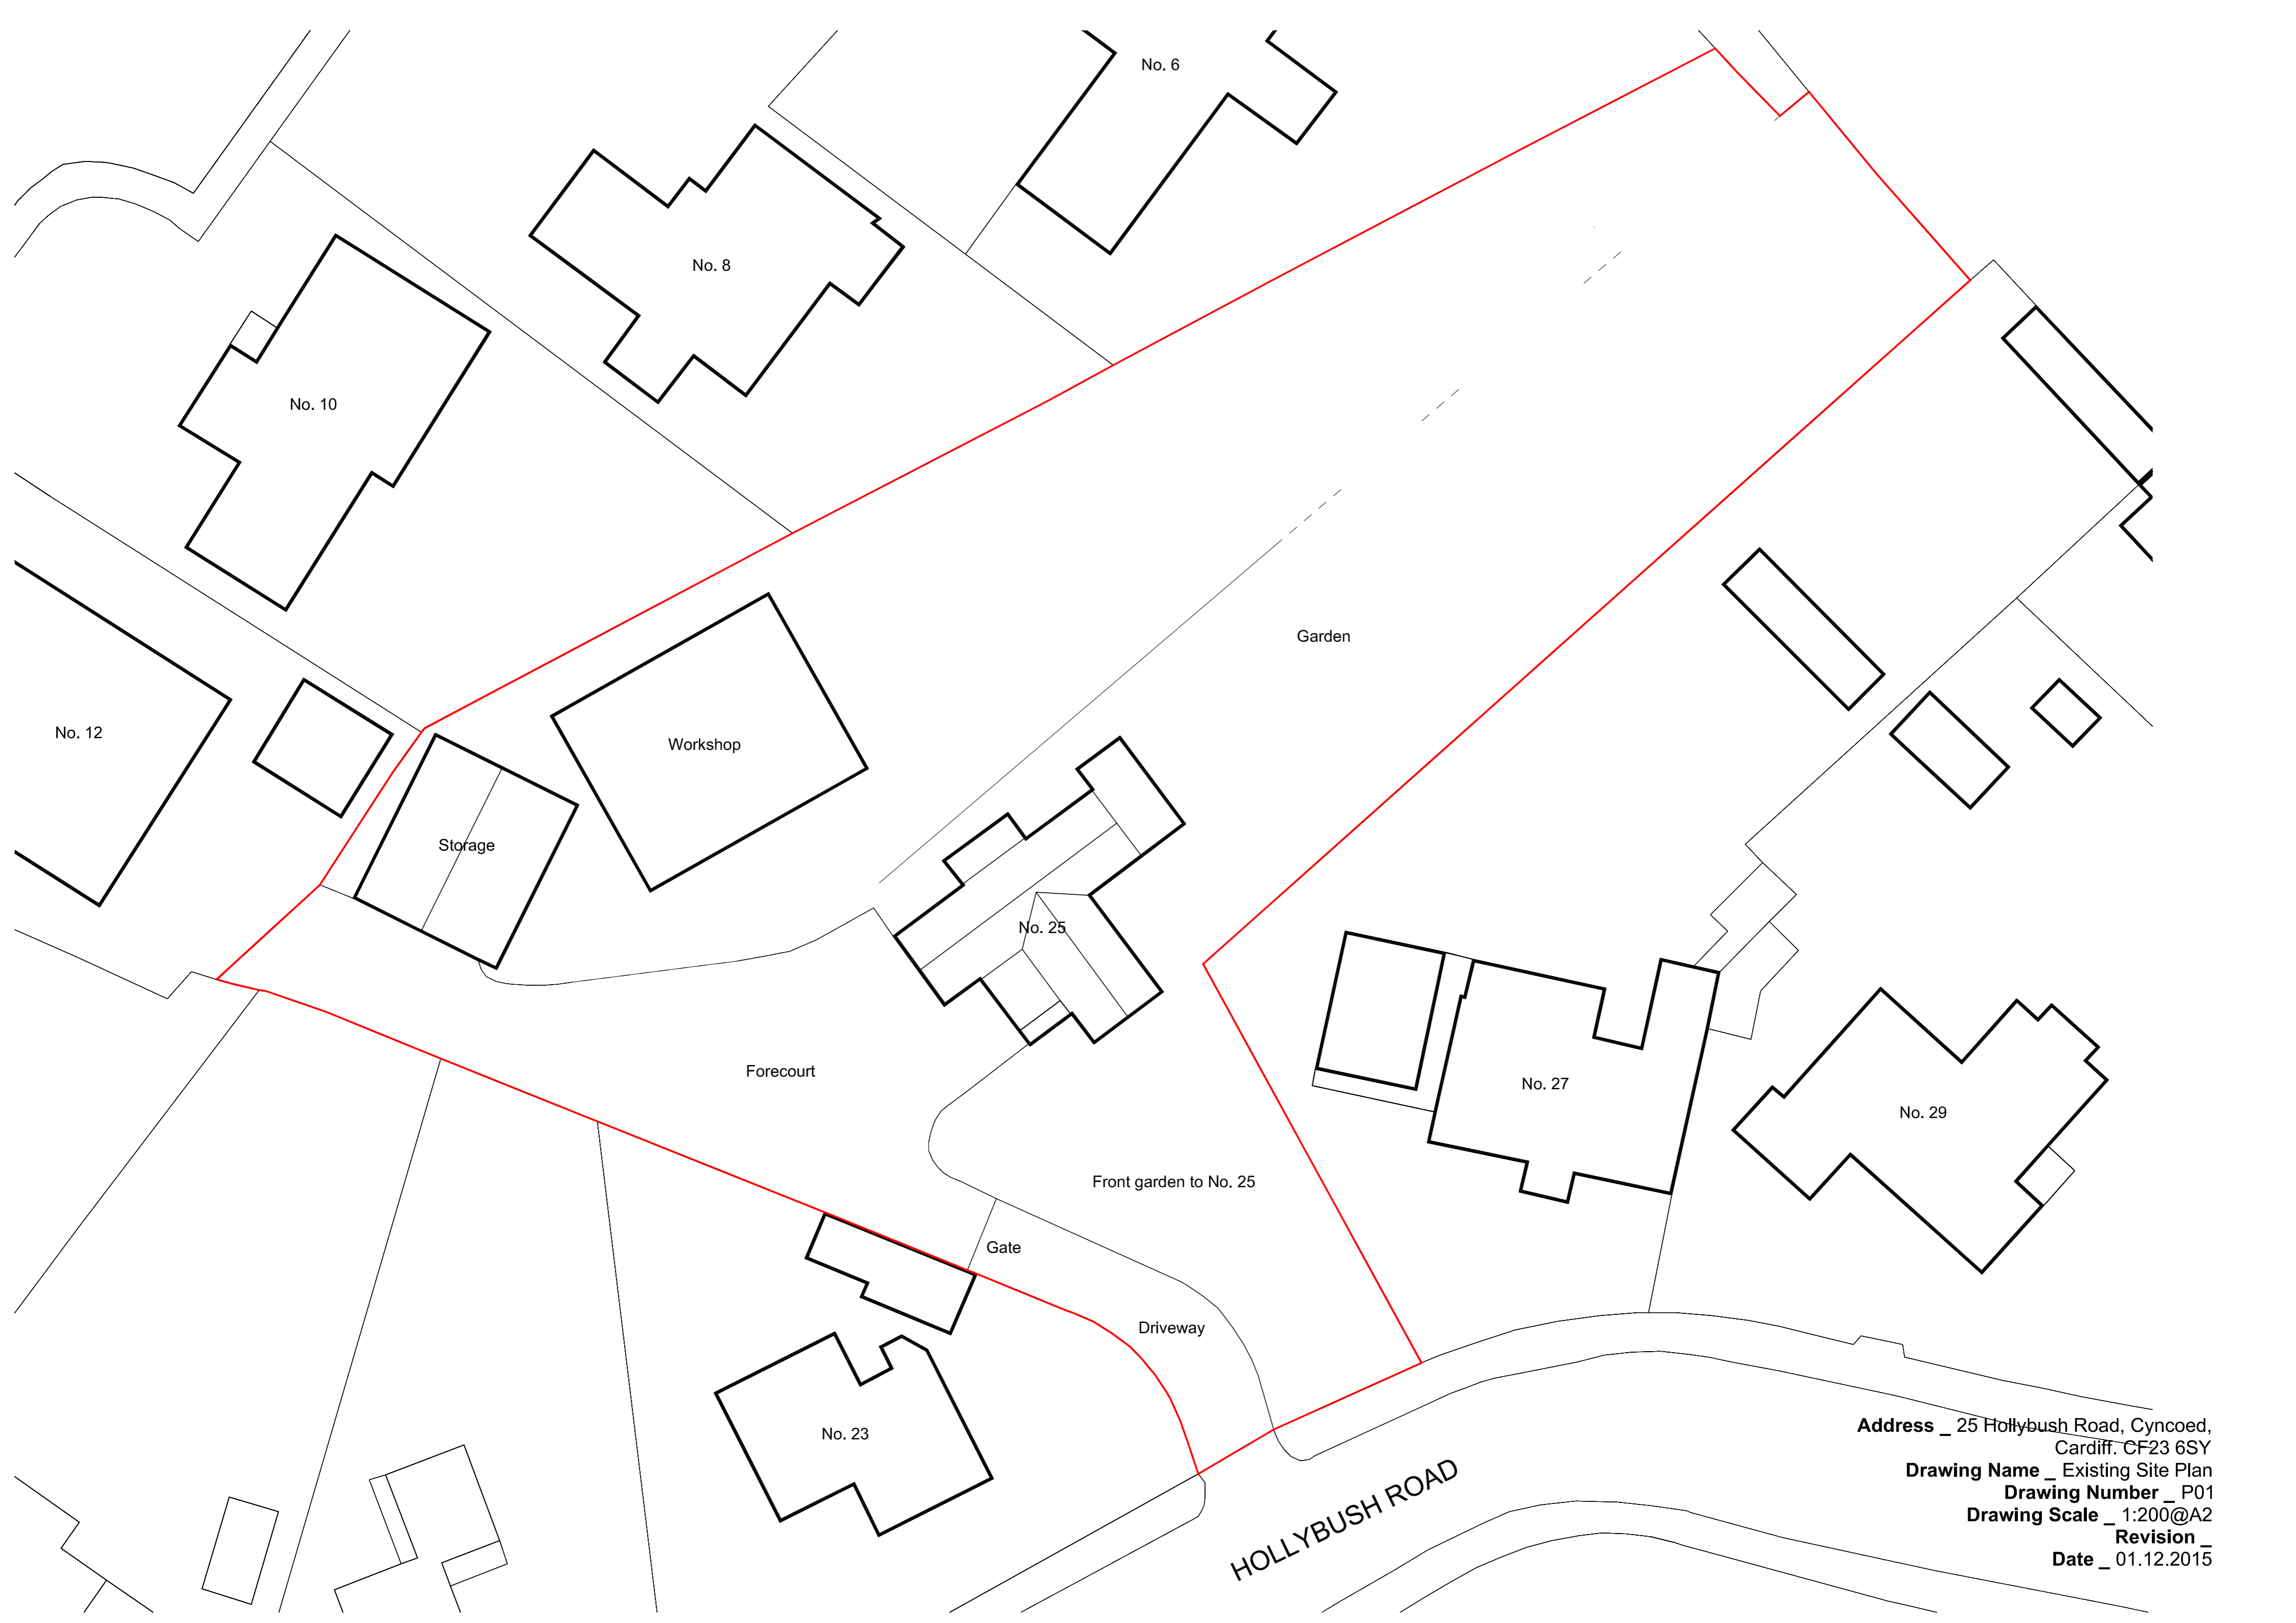 No. 6
No. 8
No. 10
Garden
No. 12
Workshop
Storage
No. 25
Forecourt
No. 27
No. 29
Front garden to No. 25
Gate
Driveway
No. 23
HOLLYBUSH ROAD
Address _ 25 Hollybush Road, Cyncoed,
Cardiff. CF23 6SY
Drawing Name _ Existing Site Plan
Drawing Number _ P01
Drawing Scale _ 1:200@A2
Revision _
Date _ 01.12.2015